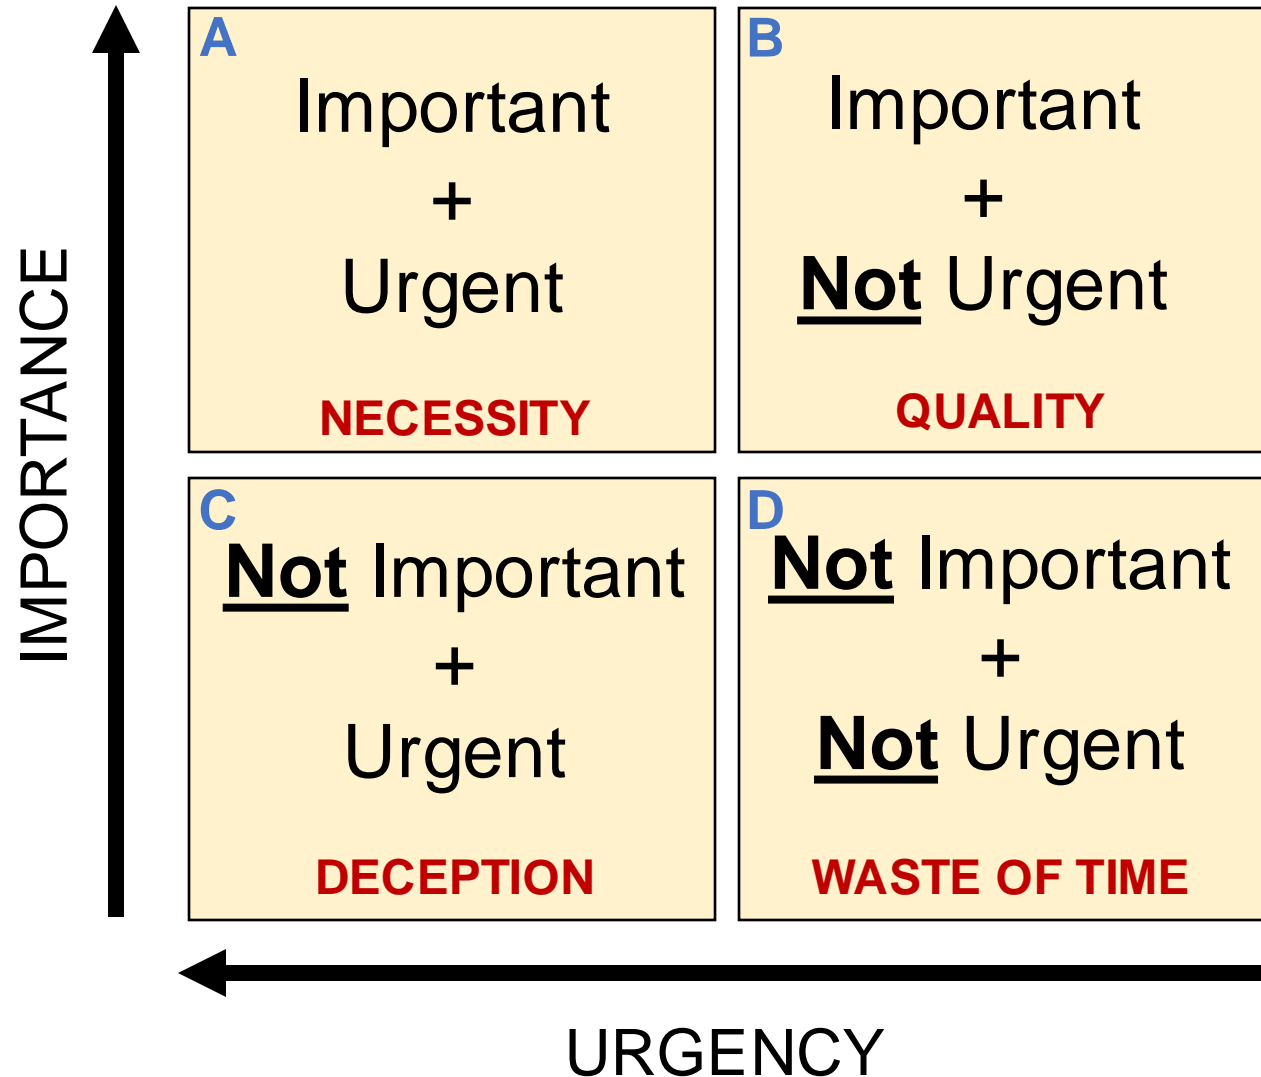 IMPORTANCE
A
Important
+
Urgent
NECESSITY
B
Important
+
Not Urgent
QUALITY
C
Not Important
+
Urgent
DECEPTION
D
Not Important
+
Not Urgent
WASTE OF TIME
URGENCY